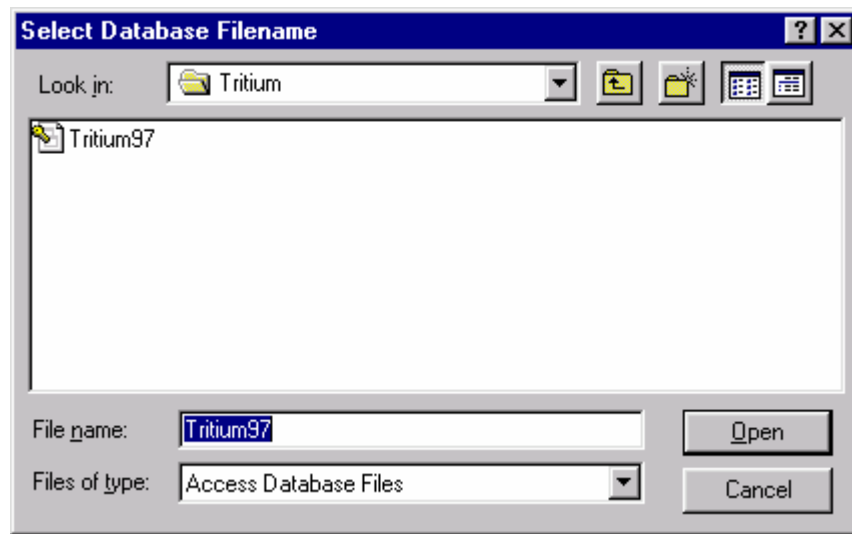 Select Database Filename
Look in: Tritium
Tritium97
File name: Tritium97 Open
Files of type: Access Database Files Cancel